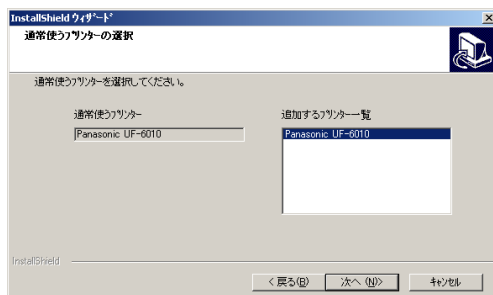 InstallShield ウィザード
通常使うプリンターの選択
通常使うプリンターを選択してください。
通常使うプリンター
Panasonic UF-6010
追加するプリンター一覧
Panasonic UF-6010
InstallShield
< 戻る(B)
次へ (N)>
キャンセル